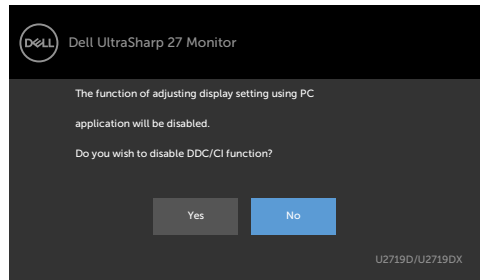 DELL
Dell UltraSharp 27 Monitor
The function of adjusting display setting using PC
application will be disabled.
Do you wish to disable DDC/CI function?
Yes
No
U2719D/U2719DX